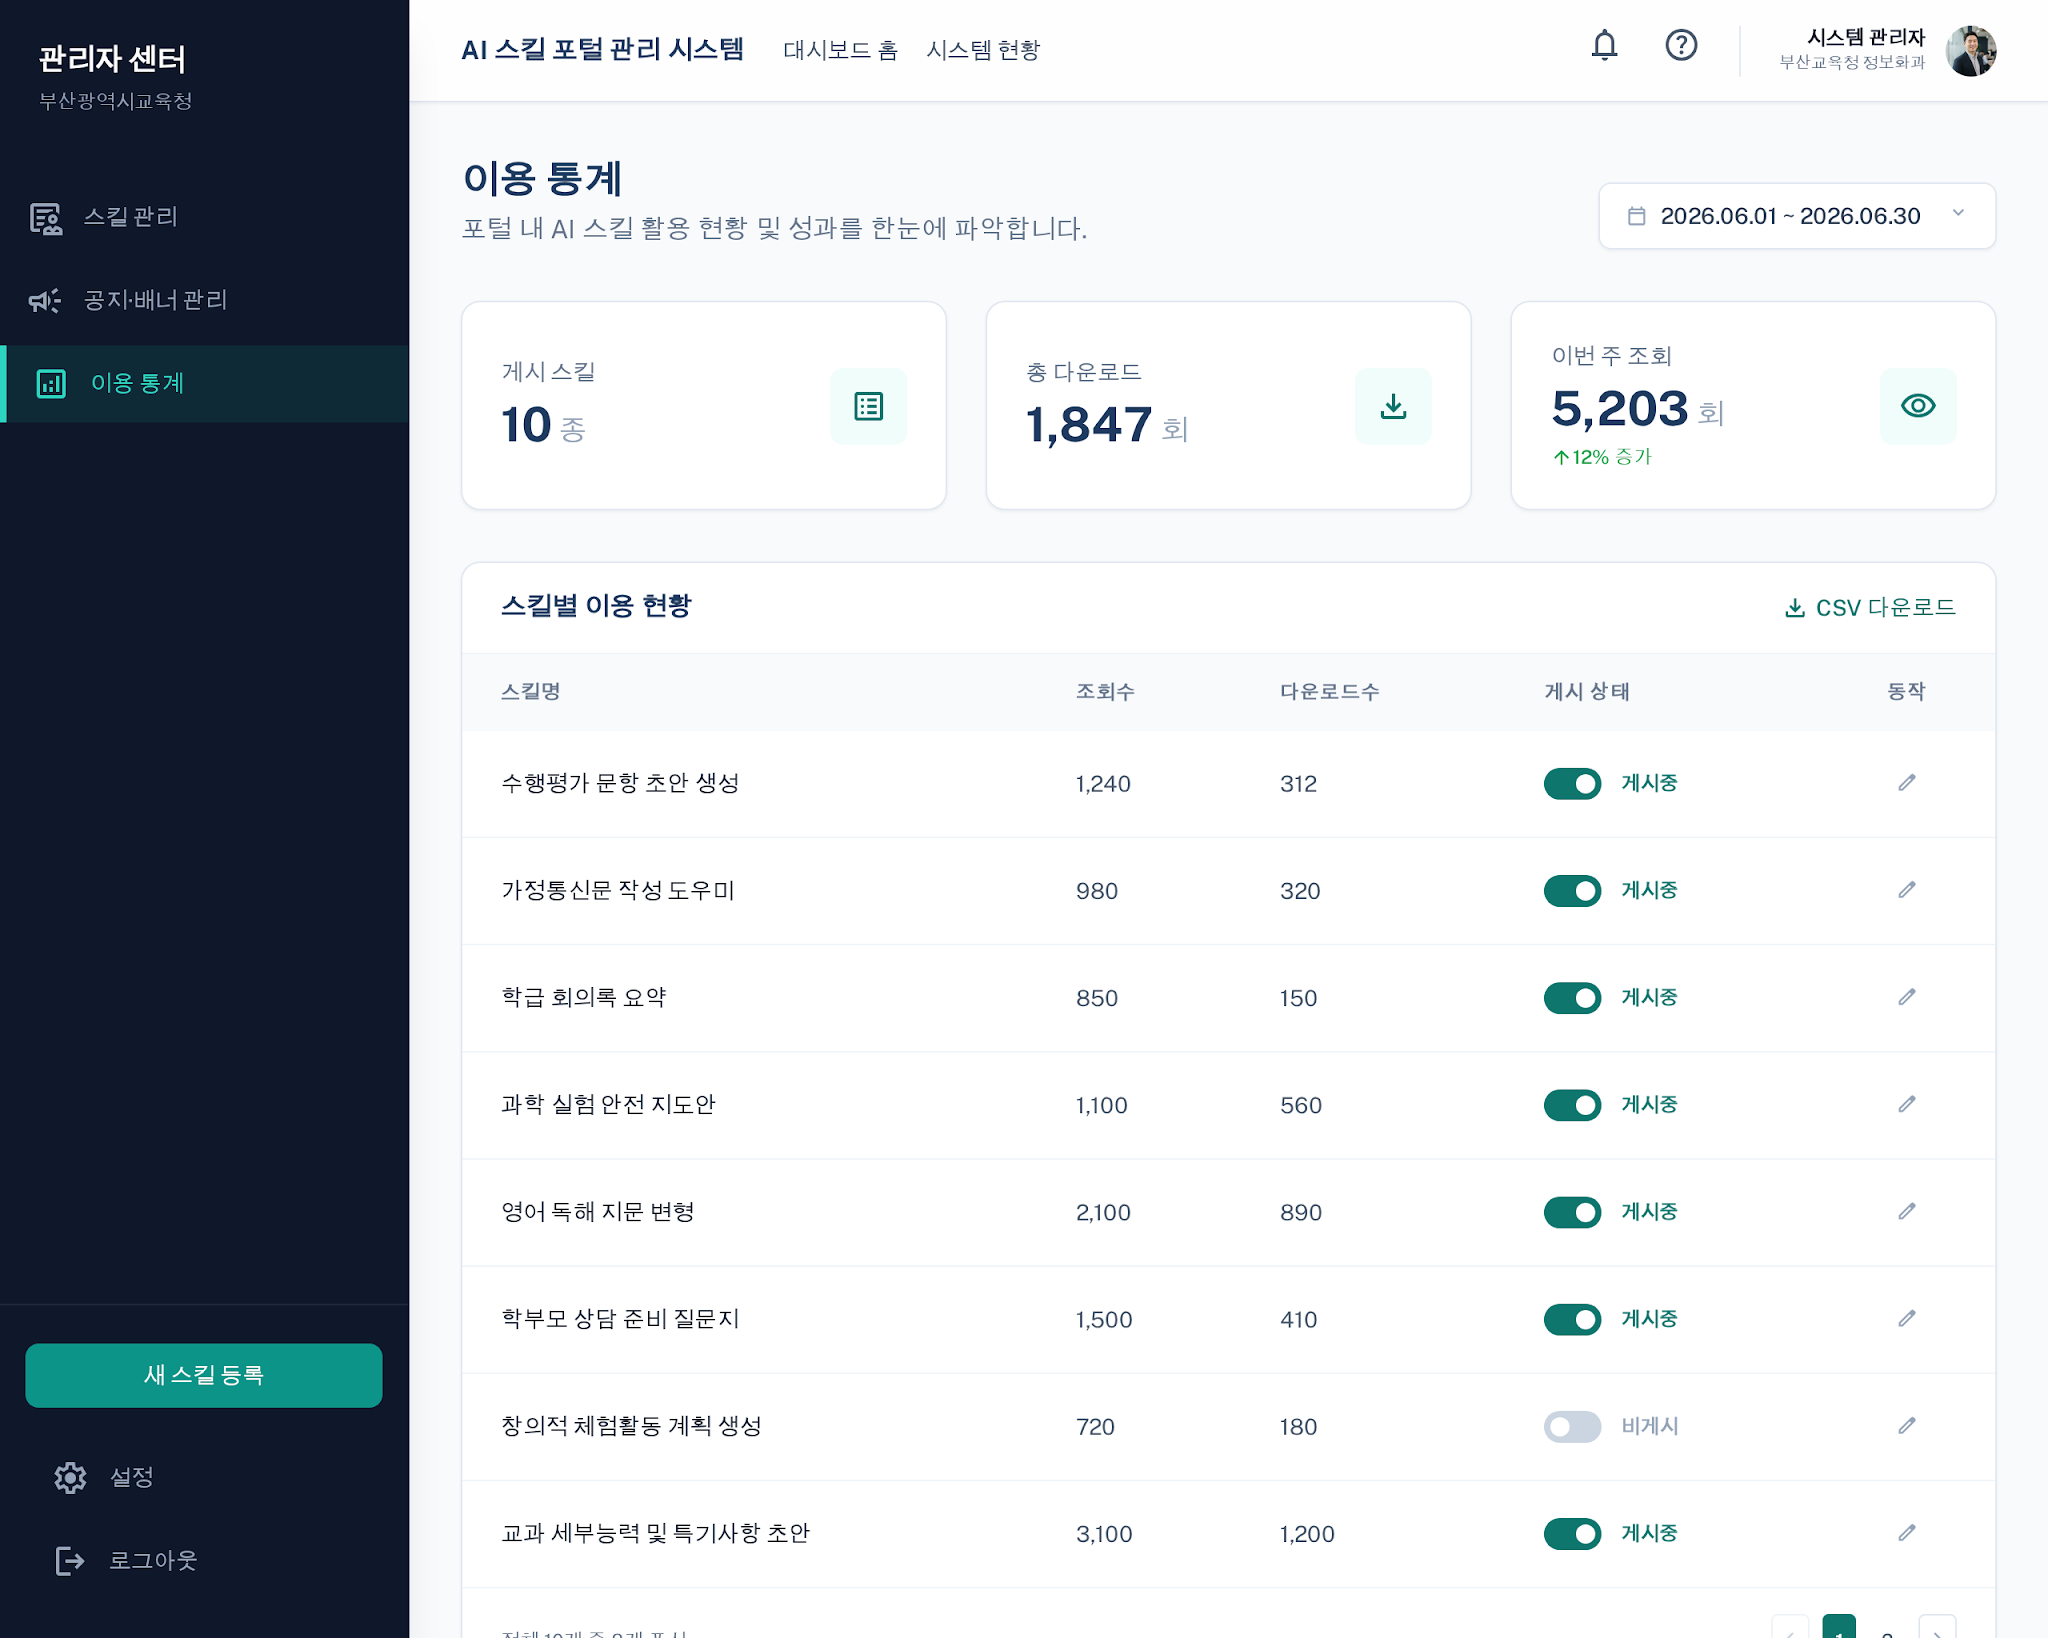 관리자 센터
부산광역시교육청
스킬 관리
공지·배너 관리
이용 통계
새 스킬 등록
설정
로그아웃
AI 스킬 포털 관리 시스템 대시보드 홈 시스템 현황
시스템 관리자
부산교육청 정보화과
이용 통계
포털 내 AI 스킬 활용 현황 및 성과를 한눈에 파악합니다.
2026.06.01 ~ 2026.06.30
게시 스킬
10 종
총 다운로드
1,847 회
이번 주 조회
5,203 회
↑12% 증가
스킬별 이용 현황
CSV 다운로드
스킬명 조회수 다운로드수 게시 상태 동작
수행평가 문항 초안 생성 1,240 312 게시중
가정통신문 작성 도우미 980 320 게시중
학급 회의록 요약 850 150 게시중
과학 실험 안전 지도안 1,100 560 게시중
영어 독해 지문 변형 2,100 890 게시중
학부모 상담 준비 질문지 1,500 410 게시중
창의적 체험활동 계획 생성 720 180 비게시
교과 세부능력 및 특기사항 초안 3,100 1,200 게시중